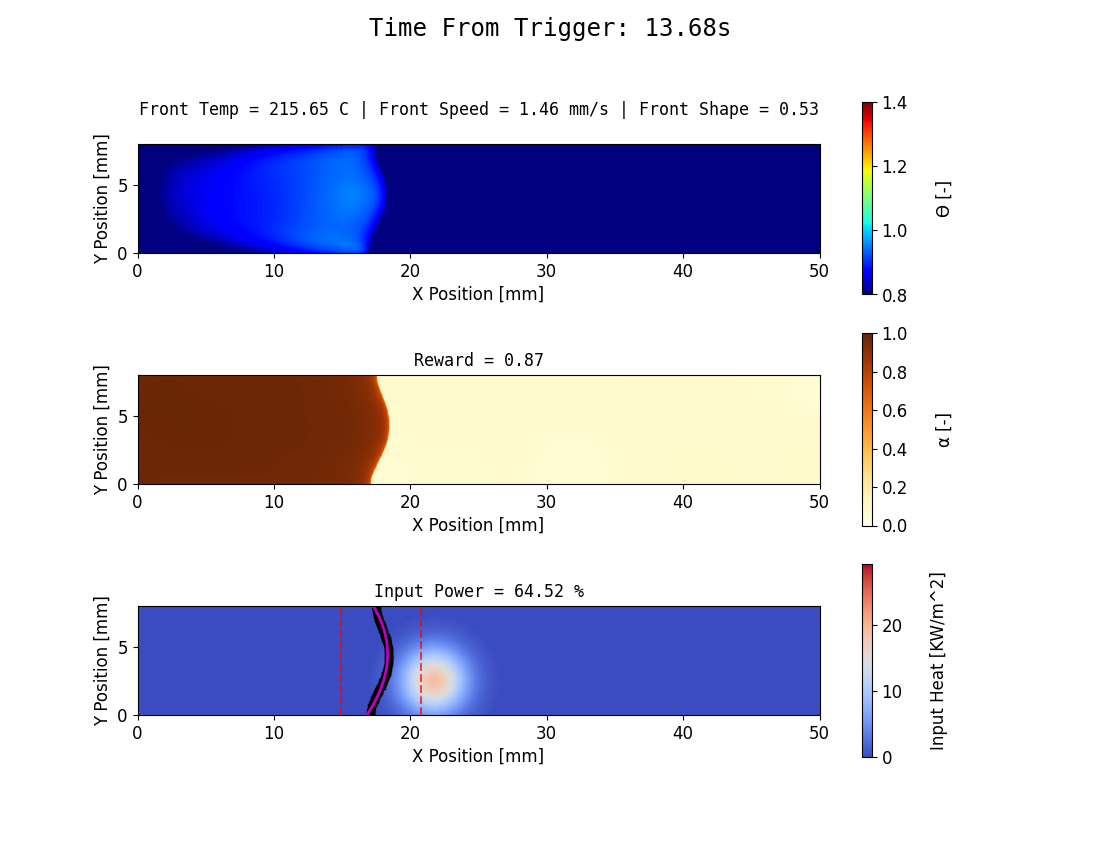 Time From Trigger: 13.68s
Front Temp = 215.65 C | Front Speed = 1.46 mm/s | Front Shape = 0.53
Y Position [mm]
5
0
0 10 20 30 40 50
X Position [mm]
1.4
1.2
1.0
0.8
Θ [-]
Reward = 0.87
Y Position [mm]
5
0
0 10 20 30 40 50
X Position [mm]
1.0
0.8
0.6
0.4
0.2
0.0
α [-]
Input Power = 64.52 %
Y Position [mm]
5
0
0 10 20 30 40 50
X Position [mm]
20
10
0
Input Heat [KW/m^2]